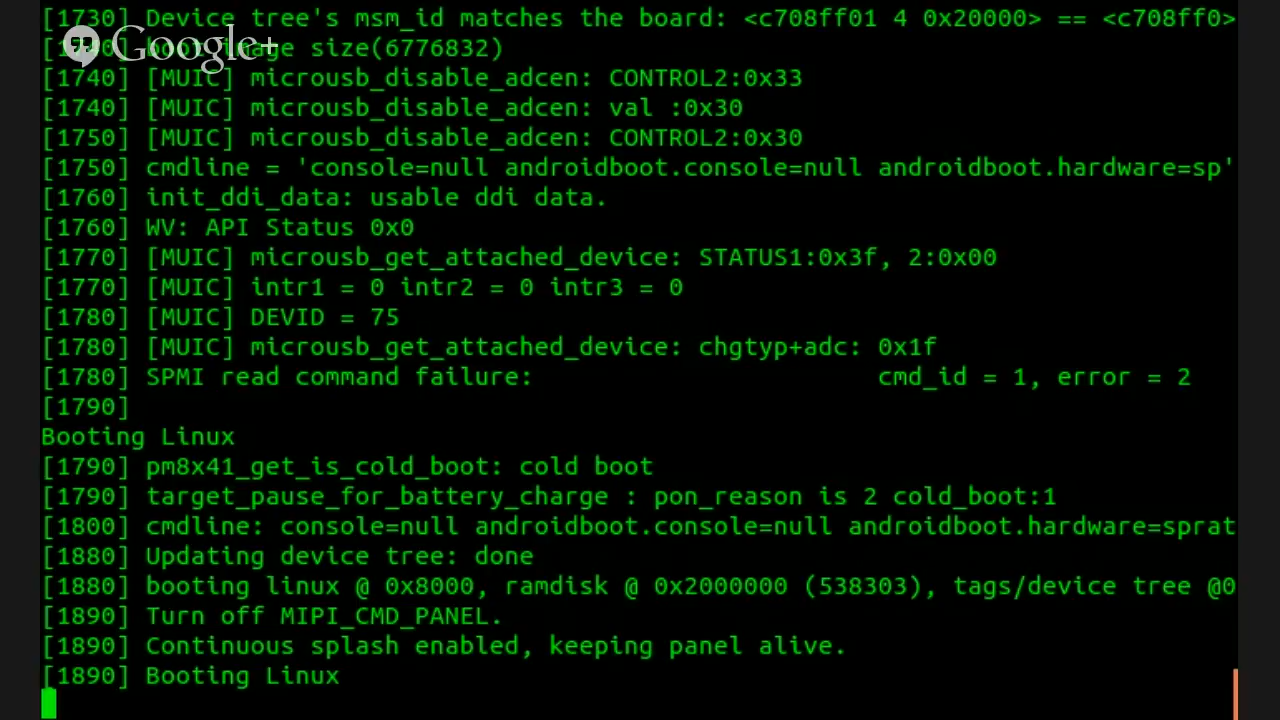 [1730] Device tree's msm_id matches the board: <c708ff01 4 0x20000> == <c708ff0>
Google+
[1730] boot image size(6776832)
[1740] [MUIC] microusb_disable_adcen: CONTROL2:0x33
[1740] [MUIC] microusb_disable_adcen: val :0x30
[1750] [MUIC] microusb_disable_adcen: CONTROL2:0x30
[1750] cmdline = 'console=null androidboot.console=null androidboot.hardware=sp'
[1760] init_ddi_data: usable ddi data.
[1760] WV: API Status 0x0
[1770] [MUIC] microusb_get_attached_device: STATUS1:0x3f, 2:0x00
[1770] [MUIC] intr1 = 0 intr2 = 0 intr3 = 0
[1780] [MUIC] DEVID = 75
[1780] [MUIC] microusb_get_attached_device: chgtyp+adc: 0x1f
[1780] SPMI read command failure: cmd_id = 1, error = 2
[1790]
Booting Linux
[1790] pm8x41_get_is_cold_boot: cold boot
[1790] target_pause_for_battery_charge : pon_reason is 2 cold_boot:1
[1800] cmdline: console=null androidboot.console=null androidboot.hardware=sprat
[1880] Updating device tree: done
[1880] booting linux @ 0x8000, ramdisk @ 0x2000000 (538303), tags/device tree @0
[1890] Turn off MIPI_CMD_PANEL.
[1890] Continuous splash enabled, keeping panel alive.
[1890] Booting Linux